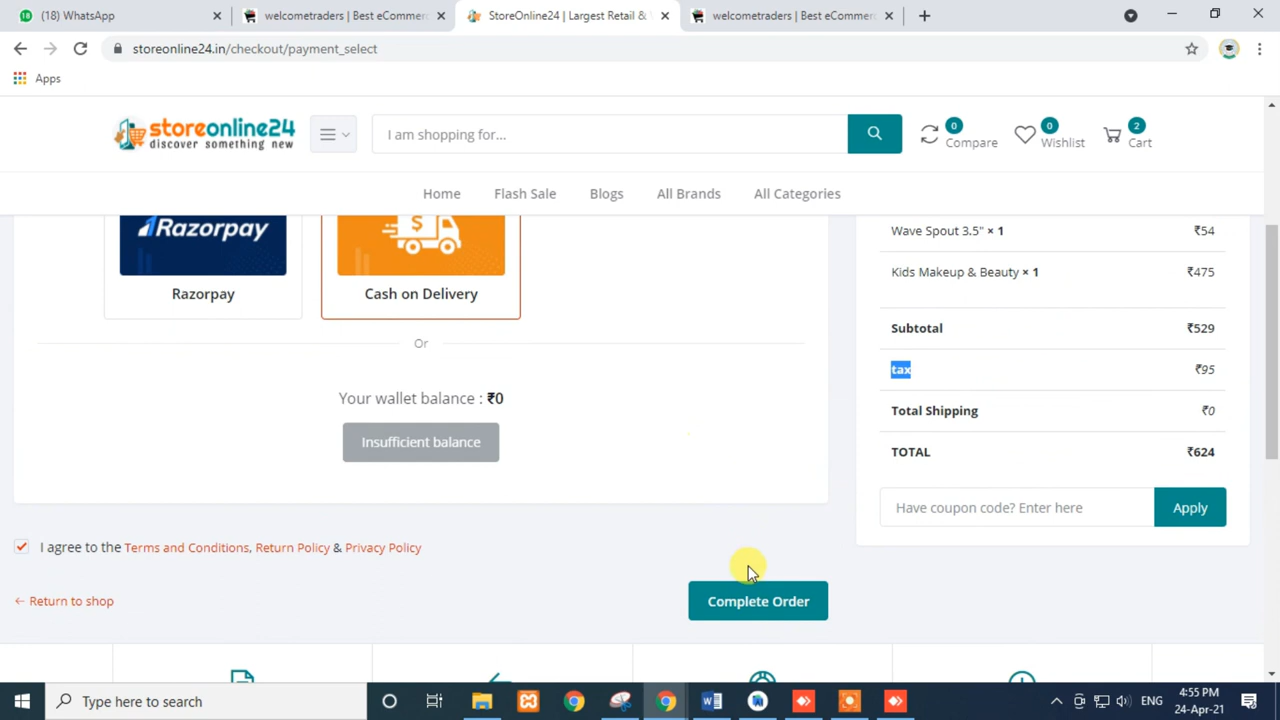 (18) WhatsApp
welcometraders | Best eCommerc
StoreOnline24 | Largest Retail &
welcometraders | Best eCommerc
storeonline24.in/checkout/payment_select
Apps
storeonline24
discover something new
I am shopping for...
0
Compare
0
Wishlist
2
Cart
Home
Flash Sale
Blogs
All Brands
All Categories
Razorpay
Razorpay
$
Cash on Delivery
Or
Your wallet balance : ₹0
Insufficient balance
I agree to the Terms and Conditions, Return Policy & Privacy Policy
Return to shop
Complete Order
Wave Spout 3.5" × 1 ₹54
Kids Makeup & Beauty × 1 ₹475
Subtotal ₹529
tax ₹95
Total Shipping ₹0
TOTAL ₹624
Have coupon code? Enter here
Apply
Type here to search
ENG
4:55 PM
24-Apr-21